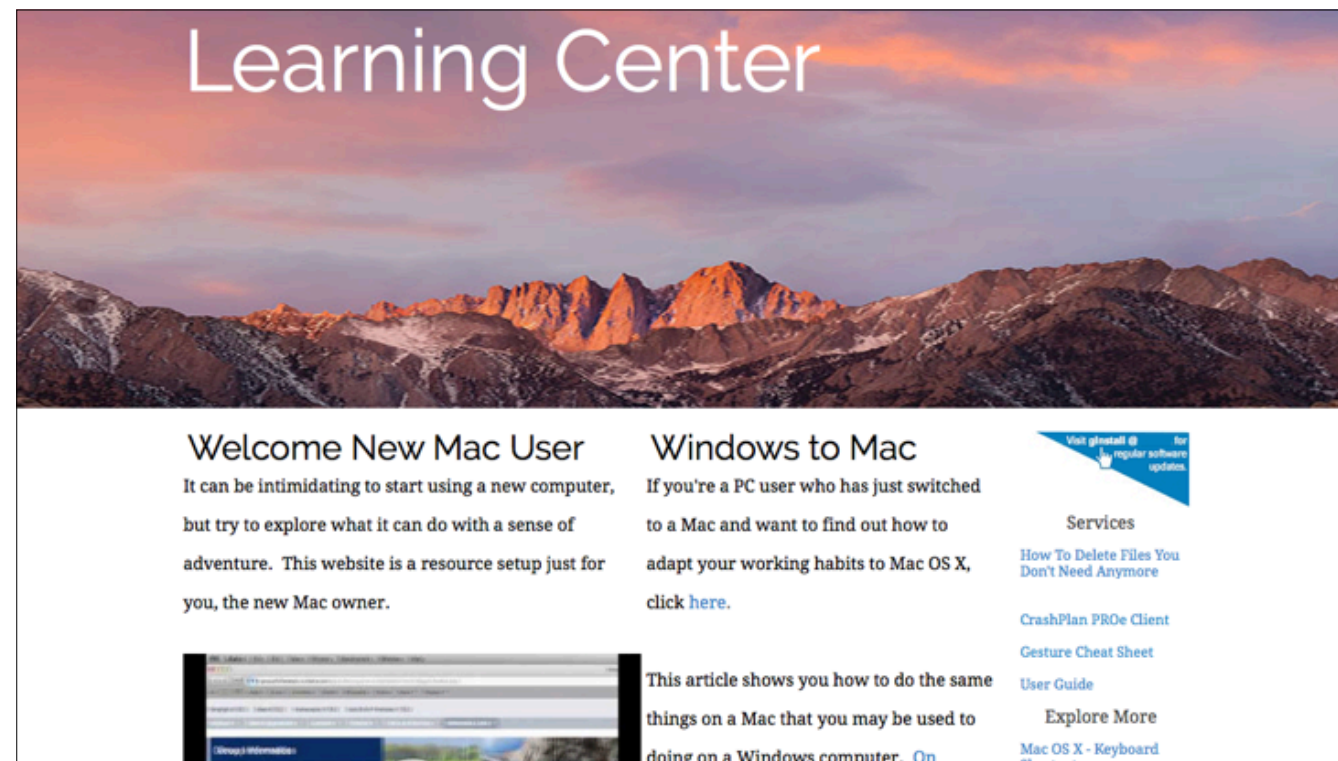 Learning Center
Welcome New Mac User
It can be intimidating to start using a new computer,
but try to explore what it can do with a sense of
adventure.  This website is a resource setup just for
you, the new Mac owner.
Windows to Mac
If you're a PC user who has just switched
to a Mac and want to find out how to
adapt your working habits to Mac OS X,
click here.
This article shows you how to do the same
things on a Mac that you may be used to
doing on a Windows computer.  On
Visit gInstall @ for
regular software
updates.
Services
How To Delete Files You
Don't Need Anymore
CrashPlan PROe Client
Gesture Cheat Sheet
User Guide
Explore More
Mac OS X - Keyboard